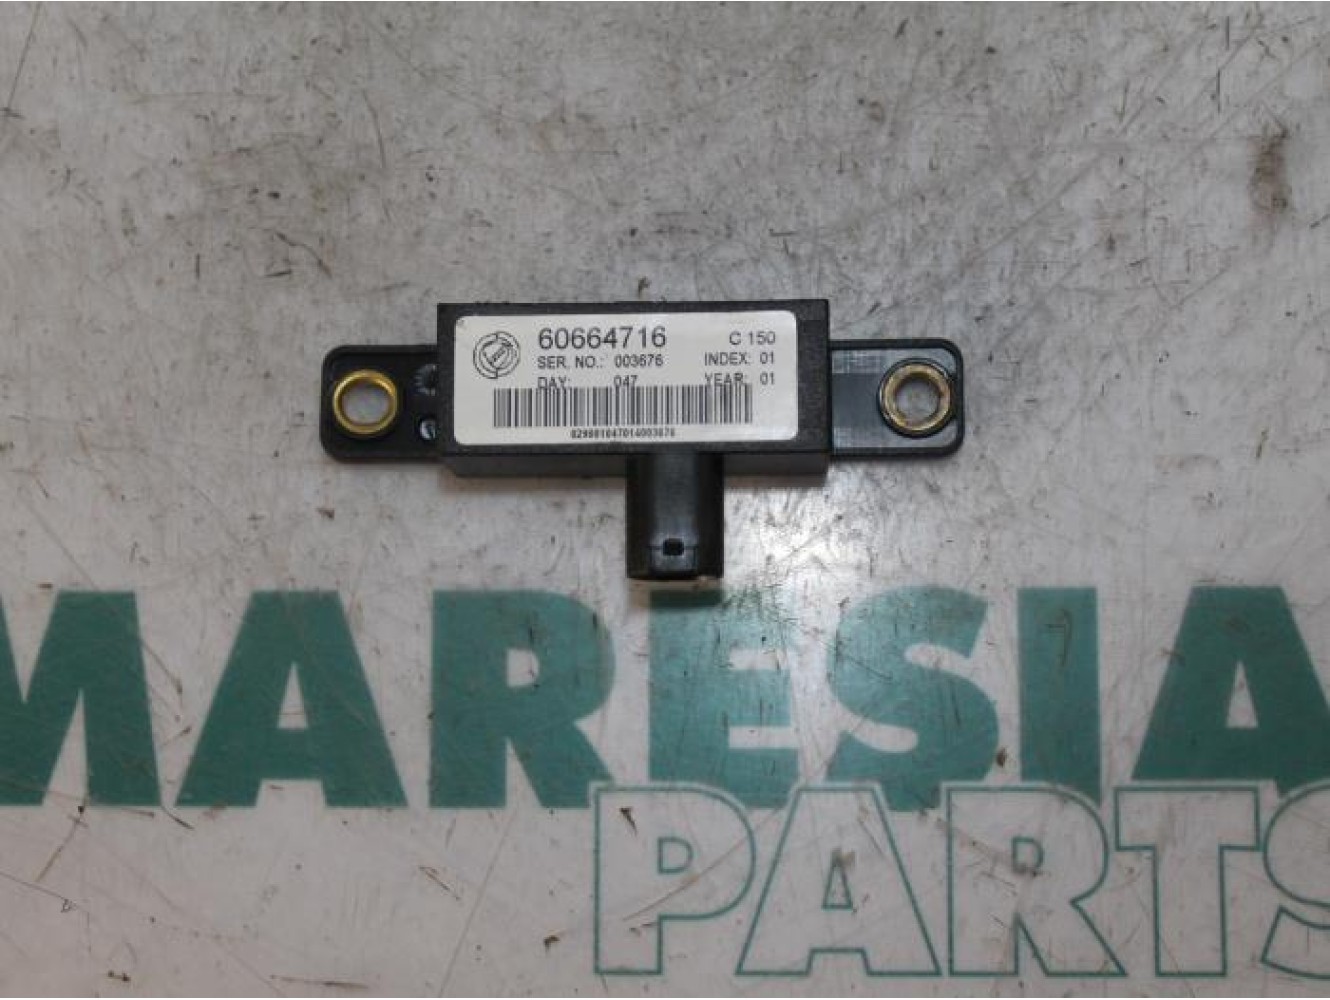 60664716 C 150
SER. NO.: 003676 INDEX: 01
DAY: 047 YEAR: 01
MARESIA
PARTS